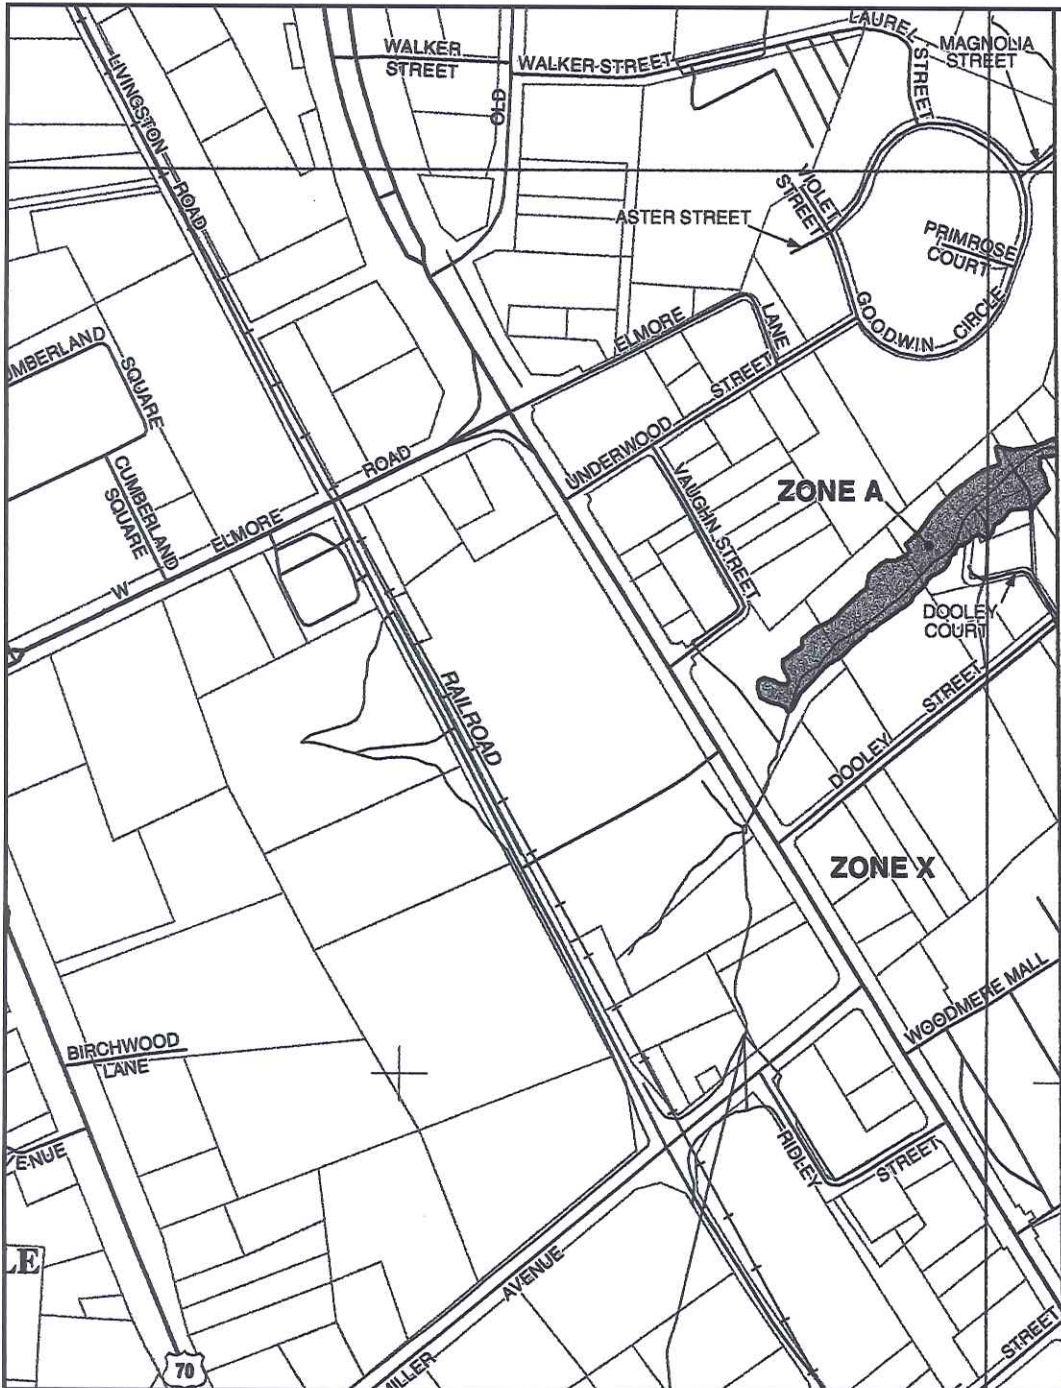 WALKER
STREET
WALKER STREET
LAUREL STREET
MAGNOLIA
STREET
LIVINGSTON ROAD
OLD
VIOLET
STREET
ASTER STREET
PRIMROSE
COURT
GOODWIN CIRCLE
ELMORE
LANE
UMBERLAND
SQUARE
UNDERWOOD STREET
ROAD
CUMBERLAND
SQUARE
VAUGHN STREET
ZONE A
W ELMORE
DOOLEY
COURT
RAILROAD
DOOLEY STREET
ZONE X
WOODMERE MALL
BIRCHWOOD
LANE
ENUE
RIDLEY
STREET
LE
AVENUE
MILLER
70
STREET